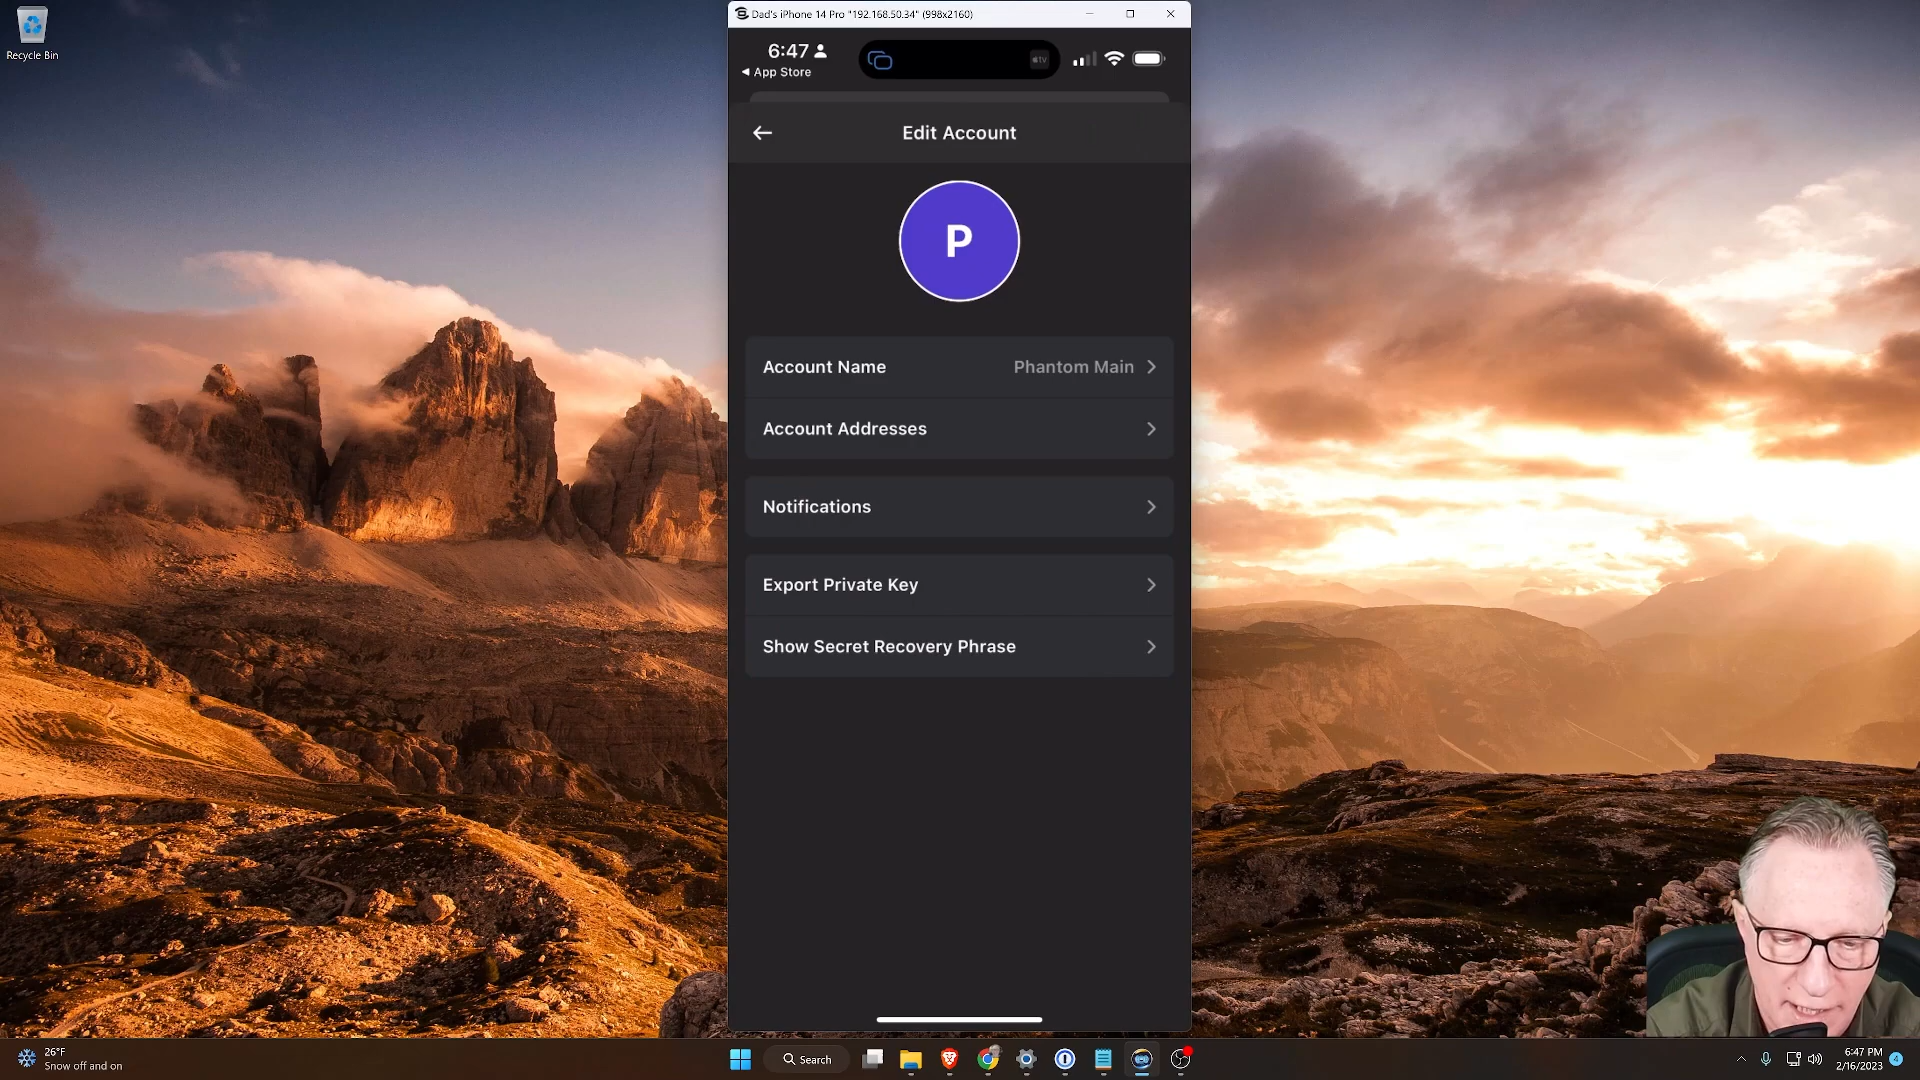 Recycle Bin
Dad's iPhone 14 Pro "192.168.50.34" (998x2160)
6:47
App Store
tv
Edit Account
P
Account Name
Phantom Main
Account Addresses
Notifications
Export Private Key
Show Secret Recovery Phrase
26°F
Snow off and on
Search
6:47 PM
2/16/2023
4